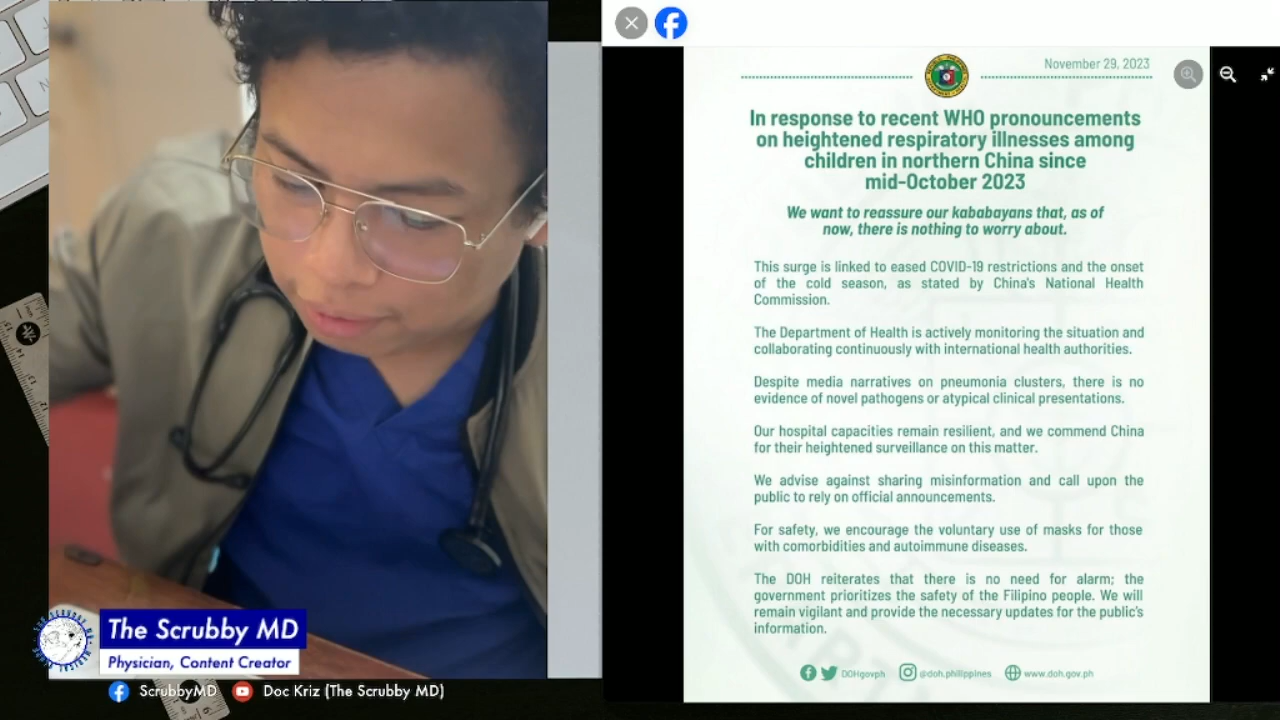 November 29, 2023
In response to recent WHO pronouncements
on heightened respiratory illnesses among
children in northern China since
mid-October 2023
We want to reassure our kababayans that, as of
now, there is nothing to worry about.
This surge is linked to eased COVID-19 restrictions and the onset
of the cold season, as stated by China's National Health
Commission.
The Department of Health is actively monitoring the situation and
collaborating continuously with international health authorities.
Despite media narratives on pneumonia clusters, there is no
evidence of novel pathogens or atypical clinical presentations.
Our hospital capacities remain resilient, and we commend China
for their heightened surveillance on this matter.
We advise against sharing misinformation and call upon the
public to rely on official announcements.
For safety, we encourage the voluntary use of masks for those
with comorbidities and autoimmune diseases.
The DOH reiterates that there is no need for alarm; the
government prioritizes the safety of the Filipino people. We will
remain vigilant and provide the necessary updates for the public's
information.
DOHgovph @doh.philippines www.doh.gov.ph
The Scrubby MD
Physician, Content Creator
ScrubbyMD Doc Kriz (The Scrubby MD)